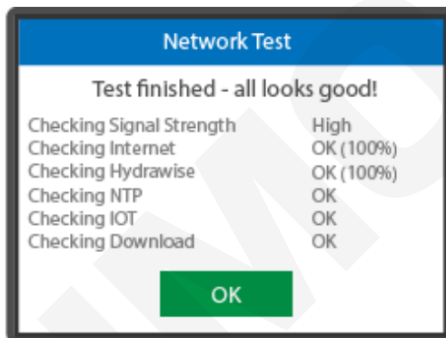 Network Test
Test finished - all looks good!
Checking Signal Strength High
Checking Internet OK (100%)
Checking Hydrawise OK (100%)
Checking NTP OK
Checking IOT OK
Checking Download OK
OK